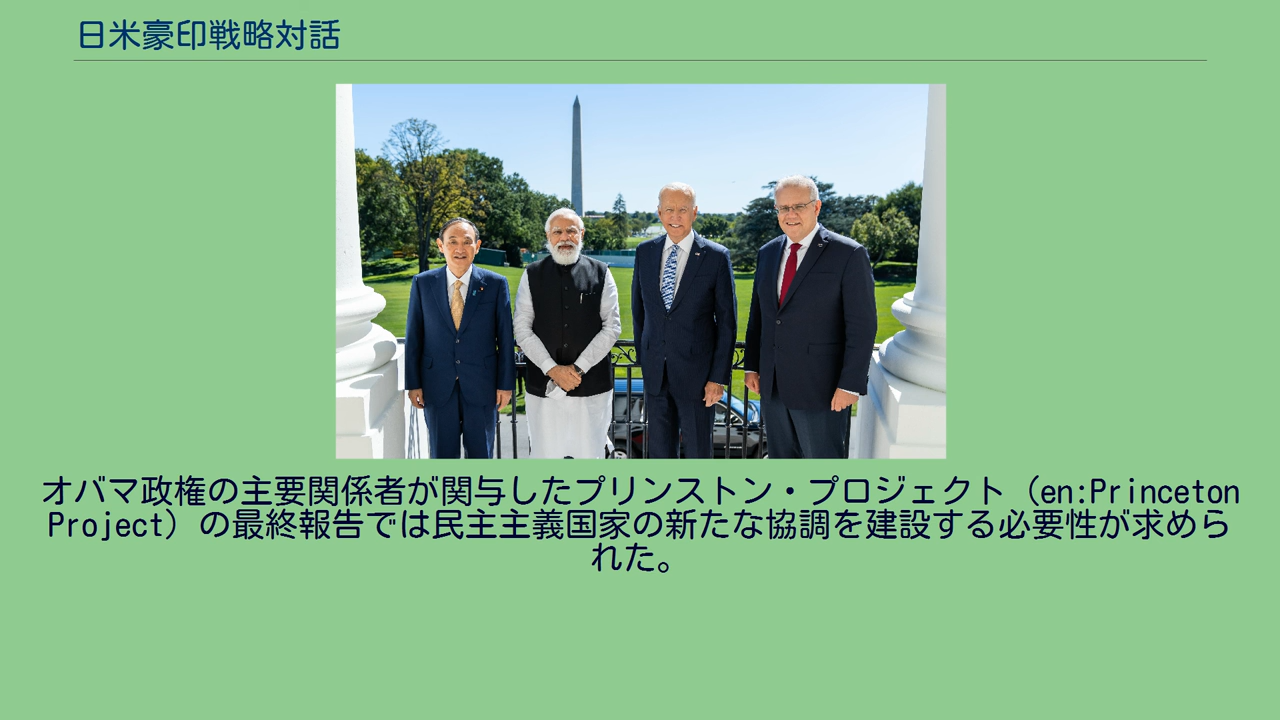 日米豪印戦略対話
オバマ政権の主要関係者が関与したプリンストン・プロジェクト（en:Princeton
Project）の最終報告では民主主義国家の新たな協調を建設する必要性が求めら
れた。